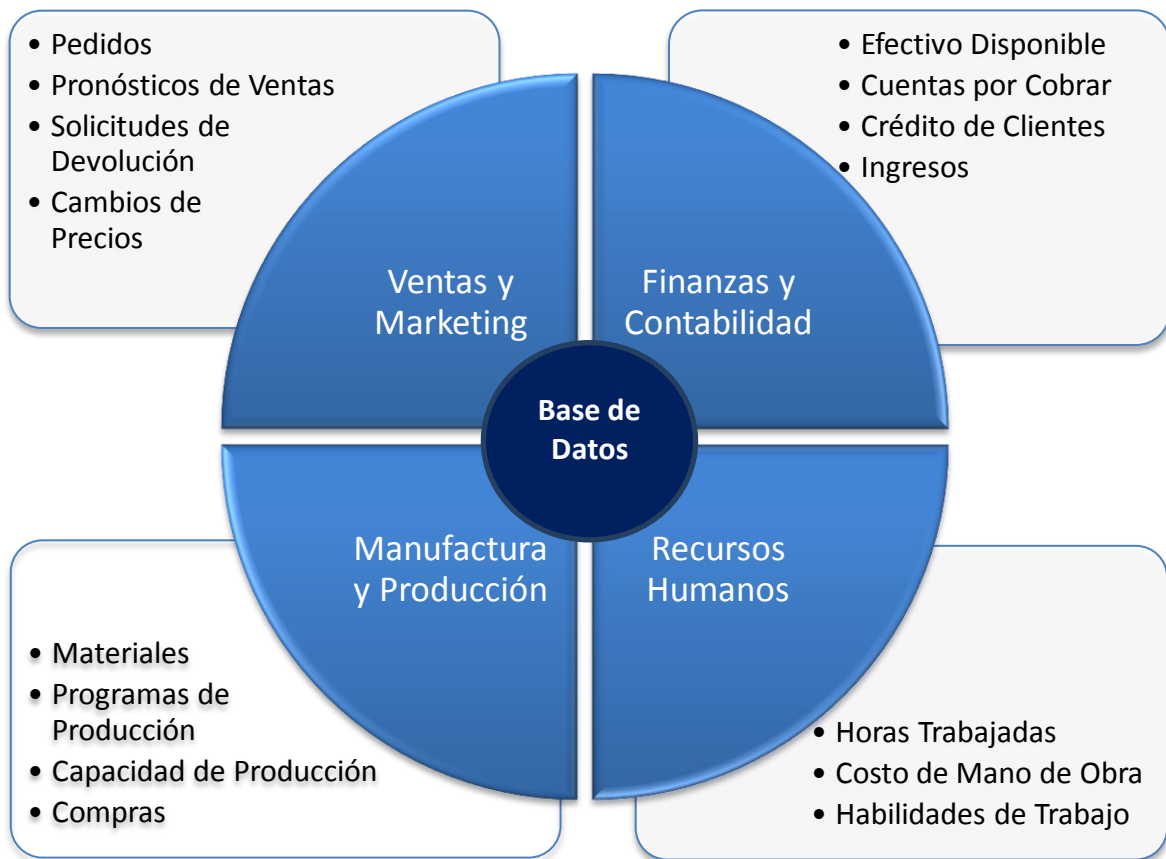 • Pedidos
• Pronósticos de Ventas
• Solicitudes de
Devolución
• Cambios de
Precios
• Efectivo Disponible
• Cuentas por Cobrar
• Crédito de Clientes
• Ingresos
Ventas y
Marketing
Finanzas y
Contabilidad
Base de
Datos
Manufactura
y Producción
Recursos
Humanos
• Materiales
• Programas de
Producción
• Capacidad de Producción
• Compras
• Horas Trabajadas
• Costo de Mano de Obra
• Habilidades de Trabajo